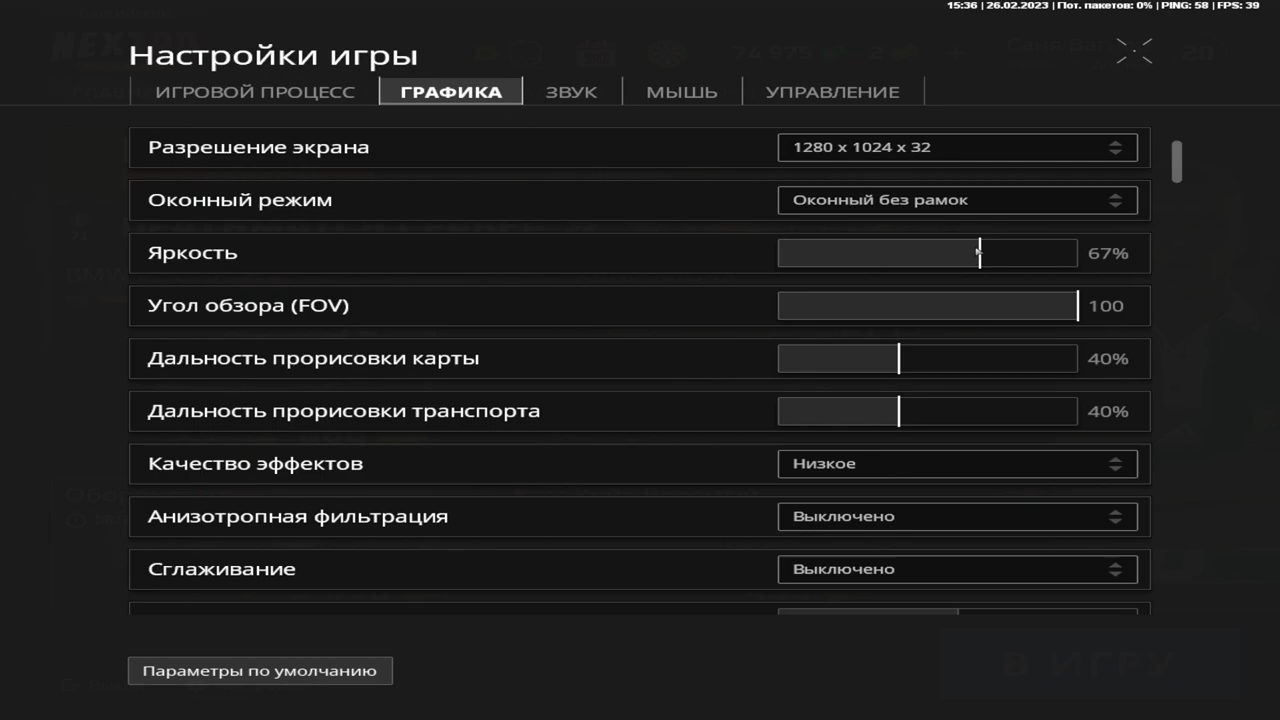 15:36 | 26.02.2023 | Пот. пакетов: 0% | PING: 58 | FPS: 39
Настройки игры
ИГРОВОЙ ПРОЦЕСС ГРАФИКА ЗВУК МЫШЬ УПРАВЛЕНИЕ
Разрешение экрана 1280 x 1024 x 32
Оконный режим Оконный без рамок
Яркость 67%
Угол обзора (FOV) 100
Дальность прорисовки карты 40%
Дальность прорисовки транспорта 40%
Качество эффектов Низкое
Анизотропная фильтрация Выключено
Сглаживание Выключено
Параметры по умолчанию
В ИГРУ